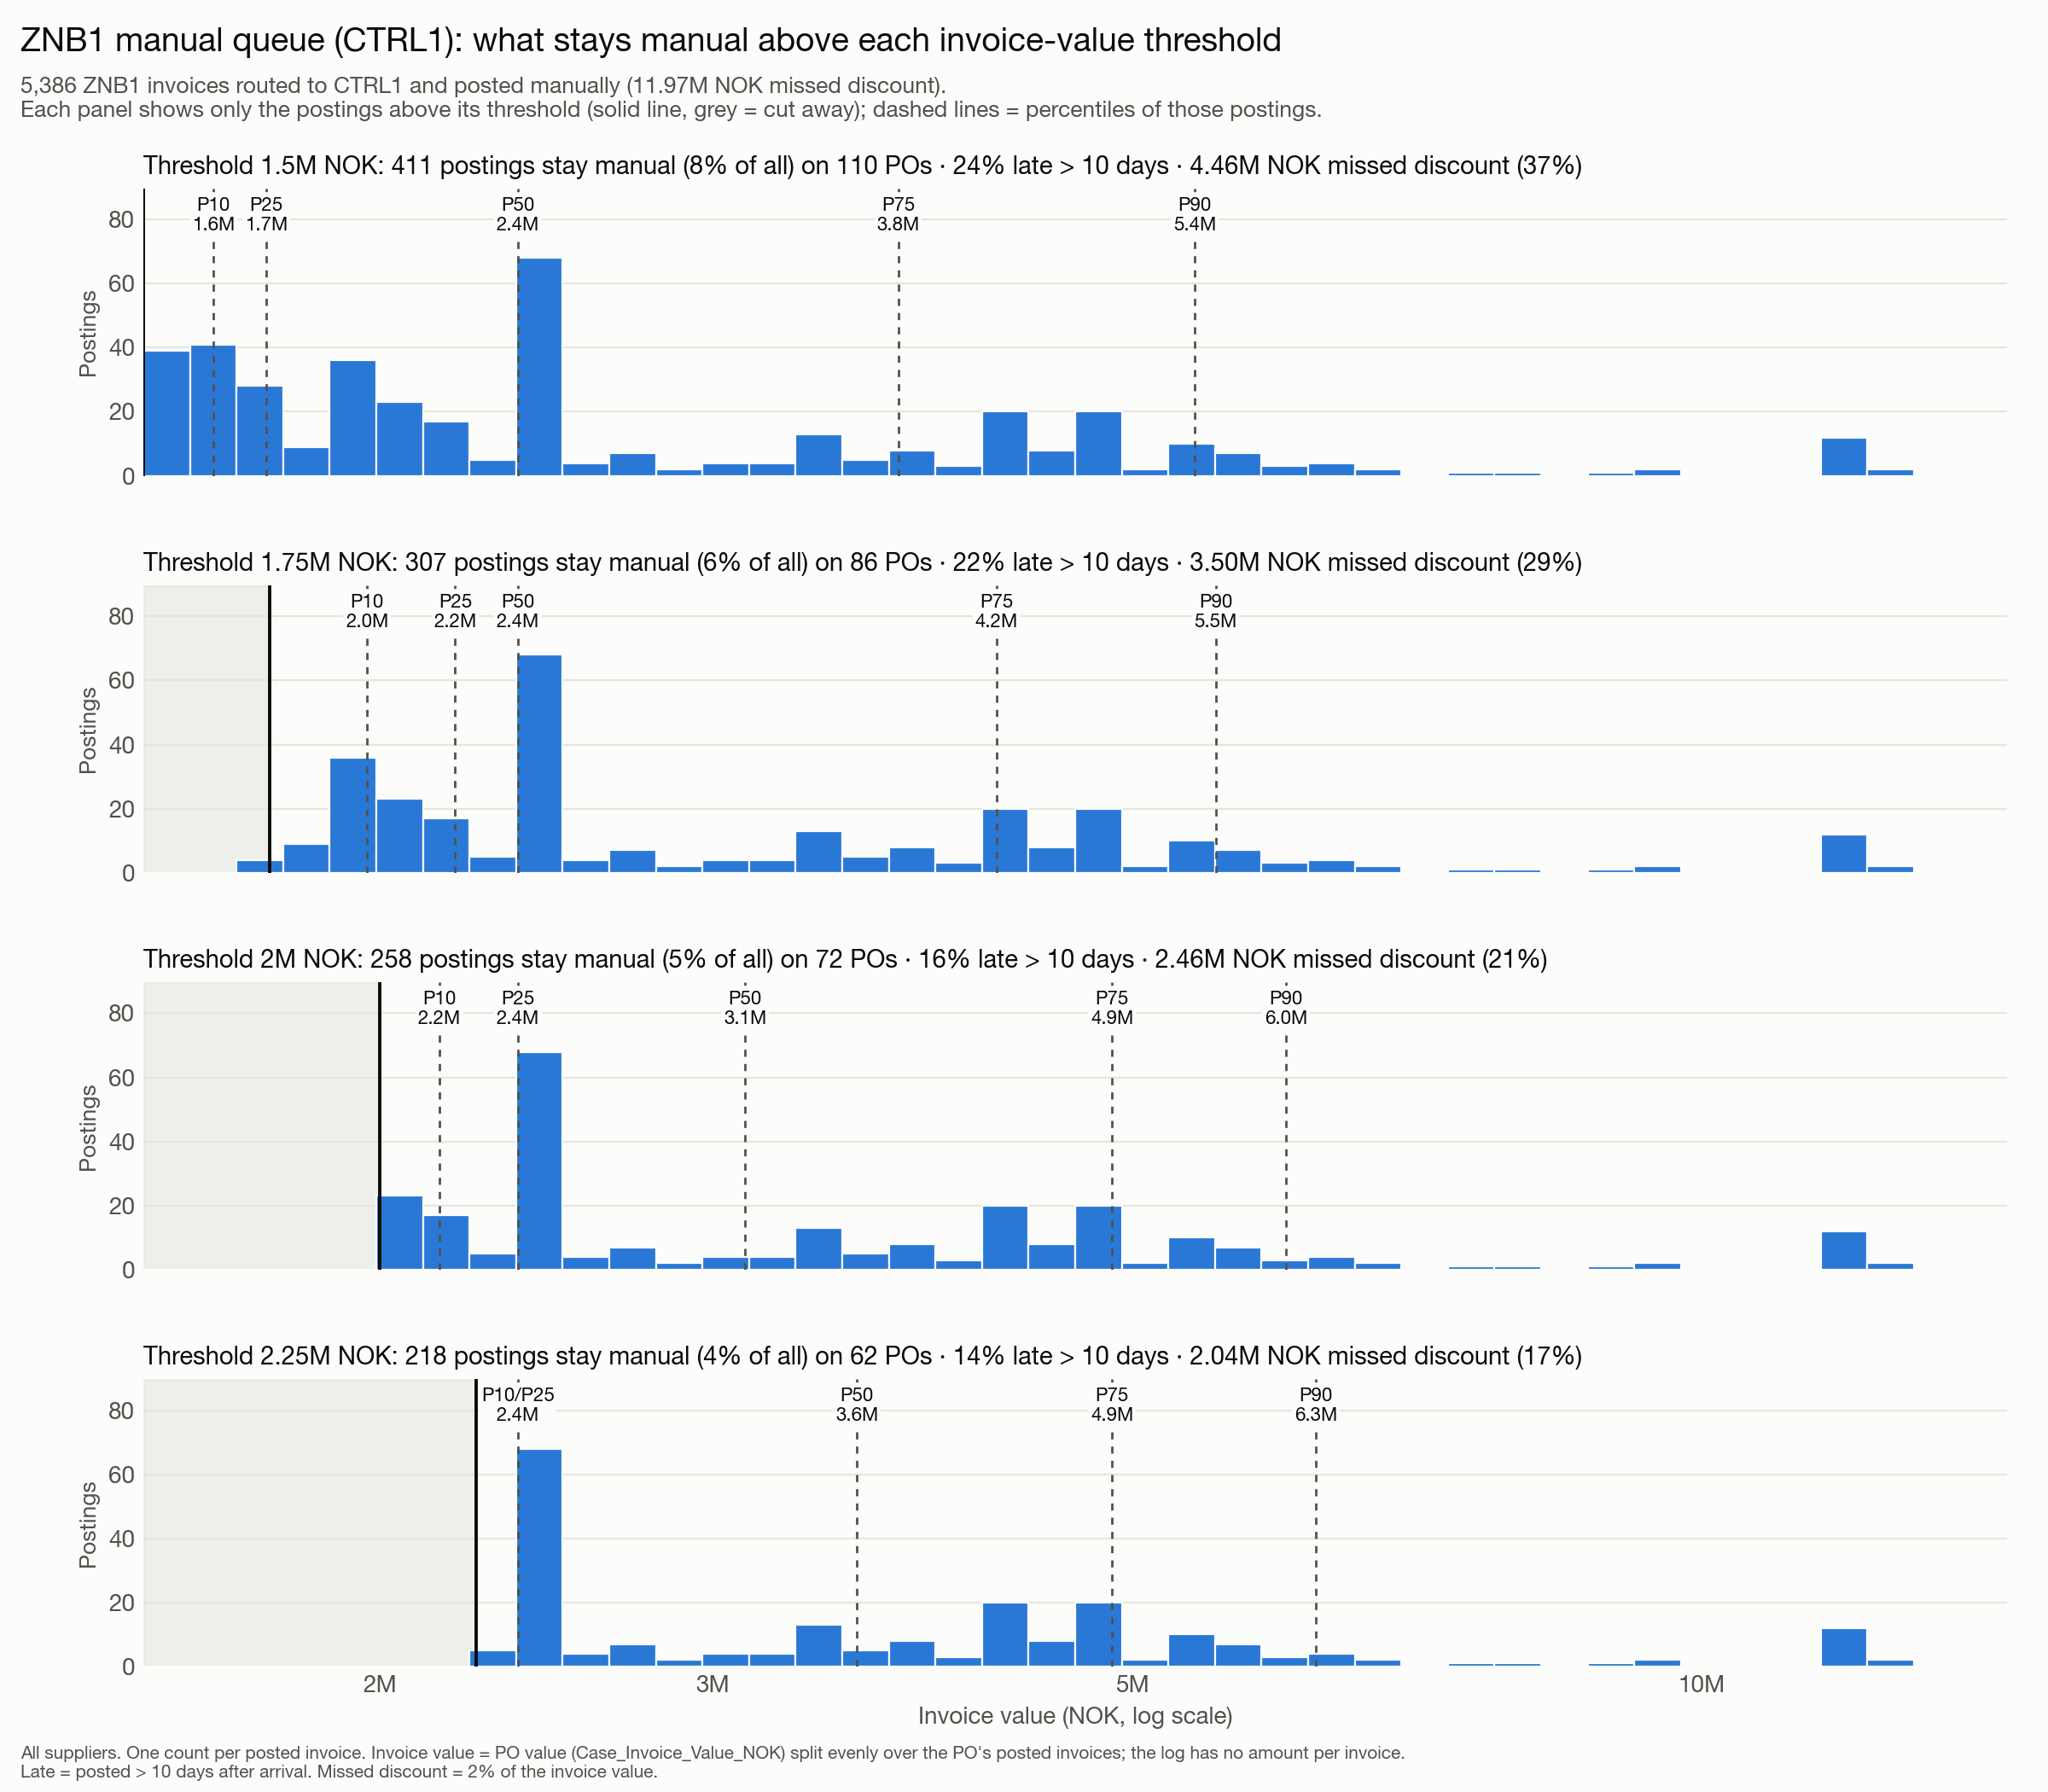 ZNB1 manual queue (CTRL1): what stays manual above each invoice-value threshold
5,386 ZNB1 invoices routed to CTRL1 and posted manually (11.97M NOK missed discount).
Each panel shows only the postings above its threshold (solid line, grey = cut away); dashed lines = percentiles of those postings.
Threshold 1.5M NOK: 411 postings stay manual (8% of all) on 110 POs · 24% late > 10 days · 4.46M NOK missed discount (37%)
P10 P25 P50 P75 P90
1.6M 1.7M 2.4M 3.8M 5.4M
80
60
40
20
0
Postings
Threshold 1.75M NOK: 307 postings stay manual (6% of all) on 86 POs · 22% late > 10 days · 3.50M NOK missed discount (29%)
P10 P25 P50 P75 P90
2.0M 2.2M 2.4M 4.2M 5.5M
80
60
40
20
0
Postings
Threshold 2M NOK: 258 postings stay manual (5% of all) on 72 POs · 16% late > 10 days · 2.46M NOK missed discount (21%)
P10 P25 P50 P75 P90
2.2M 2.4M 3.1M 4.9M 6.0M
80
60
40
20
0
Postings
Threshold 2.25M NOK: 218 postings stay manual (4% of all) on 62 POs · 14% late > 10 days · 2.04M NOK missed discount (17%)
P10/P25 P50 P75 P90
2.4M 3.6M 4.9M 6.3M
80
60
40
20
0
Postings
2M 3M 5M 10M
Invoice value (NOK, log scale)
All suppliers. One count per posted invoice. Invoice value = PO value (Case_Invoice_Value_NOK) split evenly over the PO's posted invoices; the log has no amount per invoice.
Late = posted > 10 days after arrival. Missed discount = 2% of the invoice value.